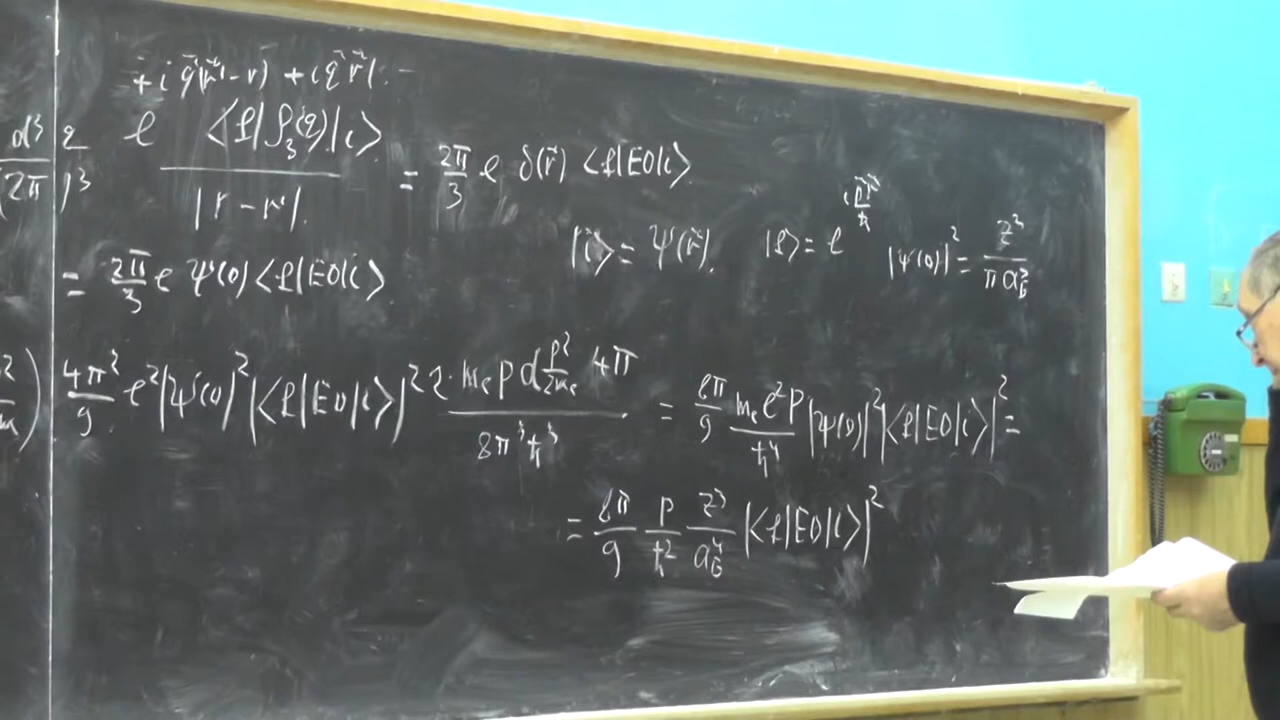 +i q⃗(r⃗'-r) + i q⃗ r⃗'.
d³q/(2π)³ e <f|ρ₃(q)|i> / |r - r'| = 2π/3 e δ(r⃗) <f|E0|i>
|i> = Ψ(r⃗). |f> = e^{i p⃗r⃗/ħ} |Ψ(0)|² = Z³/(π a_B³)
= 2π/3 e Ψ(0) <f|E0|i>
) 4π²/9 e² |Ψ(0)|² |<f|E0|i>|² 2· m_e p d p²/2m_e 4π / 8π³ħ³ = 8π/9 m_e e² p/ħ⁴ |Ψ(0)|² |<f|E0|i>|² =
= 8π/9 p/ħ² Z³/a_B⁴ |<f|E0|i>|²